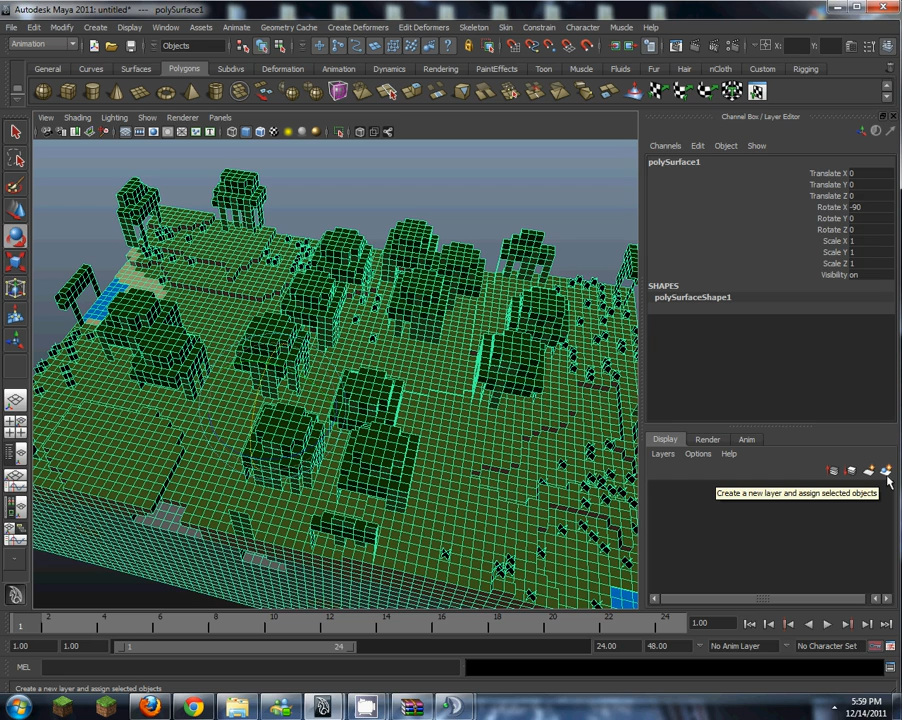 Autodesk Maya 2011: untitled*   ---   polySurface1
File Edit Modify Create Display Window Assets Animate Geometry Cache Create Deformers Edit Deformers Skeleton Skin Constrain Character Muscle Help
Animation Objects X: Y:
General Curves Surfaces Polygons Subdivs Deformation Animation Dynamics Rendering PaintEffects Toon Muscle Fluids Fur Hair nCloth Custom Rigging
Channel Box / Layer Editor
View Shading Lighting Show Renderer Panels
Channels Edit Object Show
polySurface1
Translate X 0
Translate Y 0
Translate Z 0
Rotate X -90
Rotate Y 0
Rotate Z 0
Scale X 1
Scale Y 1
Scale Z 1
Visibility on
SHAPES
polySurfaceShape1
Display Render Anim
Layers Options Help
Create a new layer and assign selected objects
1 2 4 6 8 10 12 14 16 18 20 22 24 1.00
1.00 1.00 1 24 24.00 48.00 No Anim Layer No Character Set
MEL
Create a new layer and assign selected objects
5:59 PM
12/14/2011